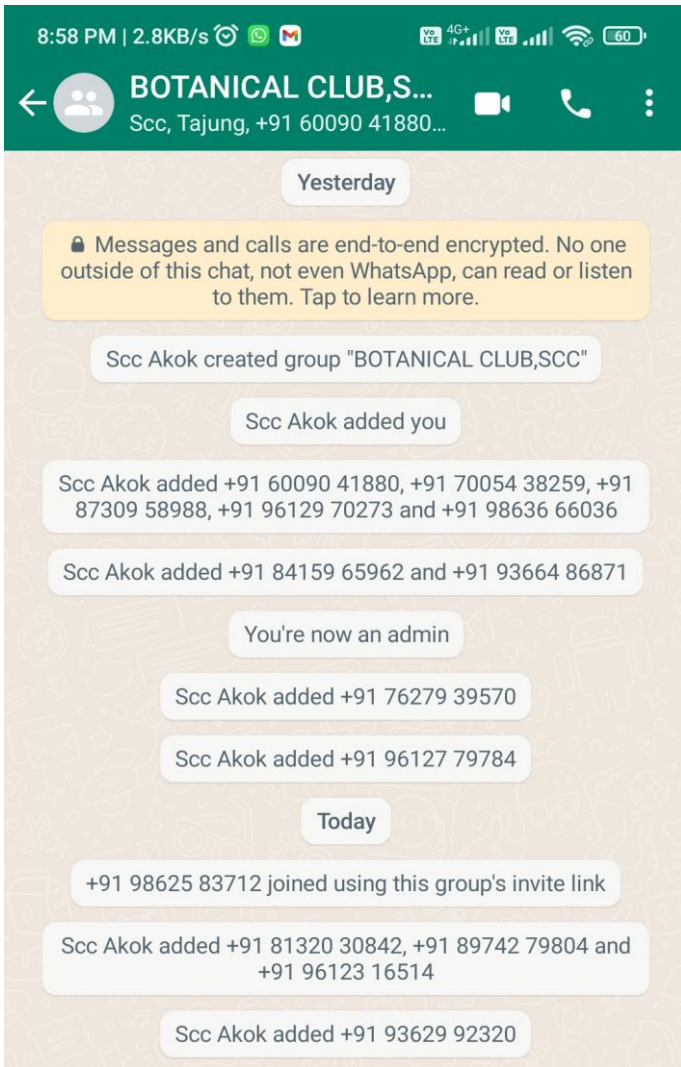 8:58 PM | 2.8KB/s
Vo LTE 4G+ Vo LTE 60
BOTANICAL CLUB,S...
Scc, Tajung, +91 60090 41880...
Yesterday
Messages and calls are end-to-end encrypted. No one
outside of this chat, not even WhatsApp, can read or listen
to them. Tap to learn more.
Scc Akok created group "BOTANICAL CLUB,SCC"
Scc Akok added you
Scc Akok added +91 60090 41880, +91 70054 38259, +91
87309 58988, +91 96129 70273 and +91 98636 66036
Scc Akok added +91 84159 65962 and +91 93664 86871
You're now an admin
Scc Akok added +91 76279 39570
Scc Akok added +91 96127 79784
Today
+91 98625 83712 joined using this group's invite link
Scc Akok added +91 81320 30842, +91 89742 79804 and
+91 96123 16514
Scc Akok added +91 93629 92320